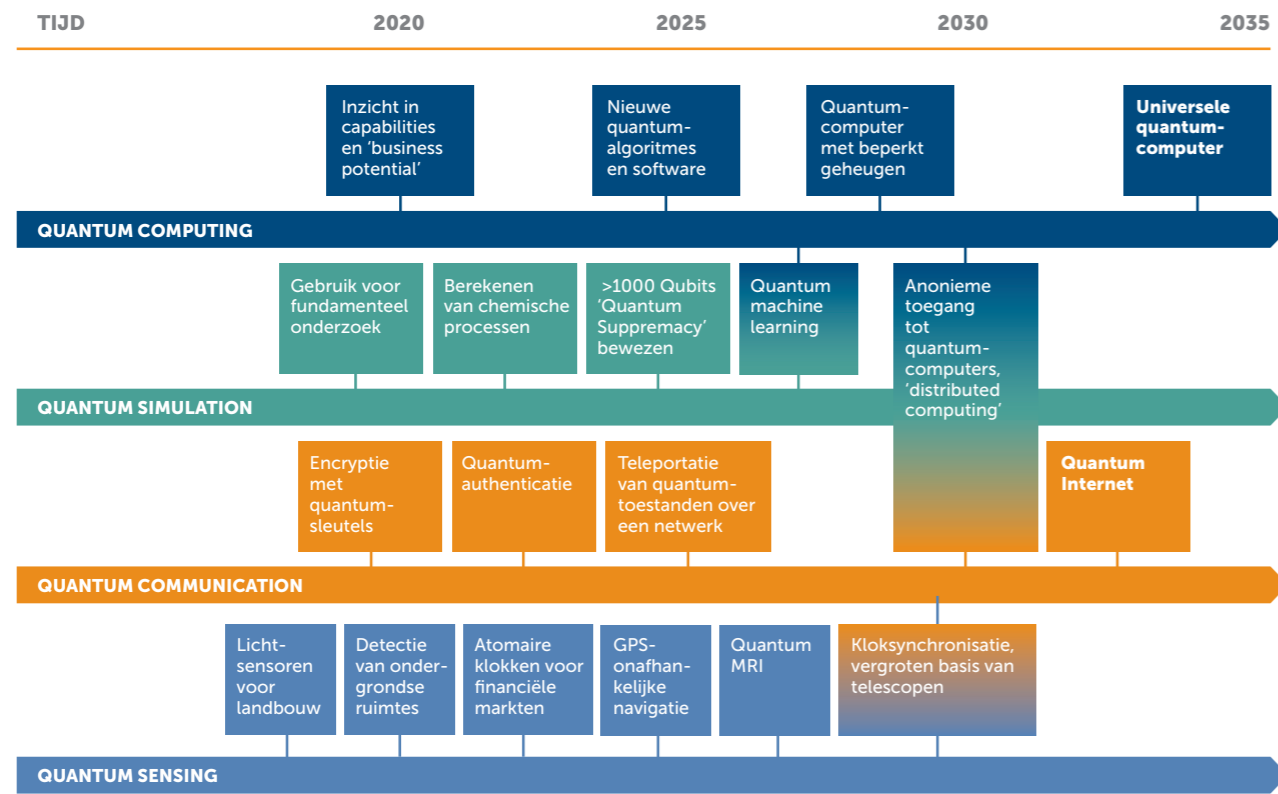 TIJD 2020 2025 2030 2035
Inzicht in
capabilities
en ‘business
potential’
Nieuwe
quantum-
algoritmes
en software
Quantum-
computer
met beperkt
geheugen
Universele
quantum-
computer
QUANTUM COMPUTING
Gebruik voor
fundamenteel
onderzoek
Berekenen
van chemische
processen
>1000 Qubits
‘Quantum
Suppremacy’
bewezen
Quantum
machine
learning
Anonieme
toegang
tot
quantum-
computers,
‘distributed
computing’
QUANTUM SIMULATION
Encryptie
met
quantum-
sleutels
Quantum-
authenticatie
Teleportatie
van quantum-
toestanden over
een netwerk
Quantum
Internet
QUANTUM COMMUNICATION
Licht-
sensoren
voor
landbouw
Detectie
van onder-
grondse
ruimtes
Atomaire
klokken voor
financiële
markten
GPS-
onafhan-
kelijke
navigatie
Quantum
MRI
Kloksynchronisatie,
vergroten basis van
telescopen
QUANTUM SENSING